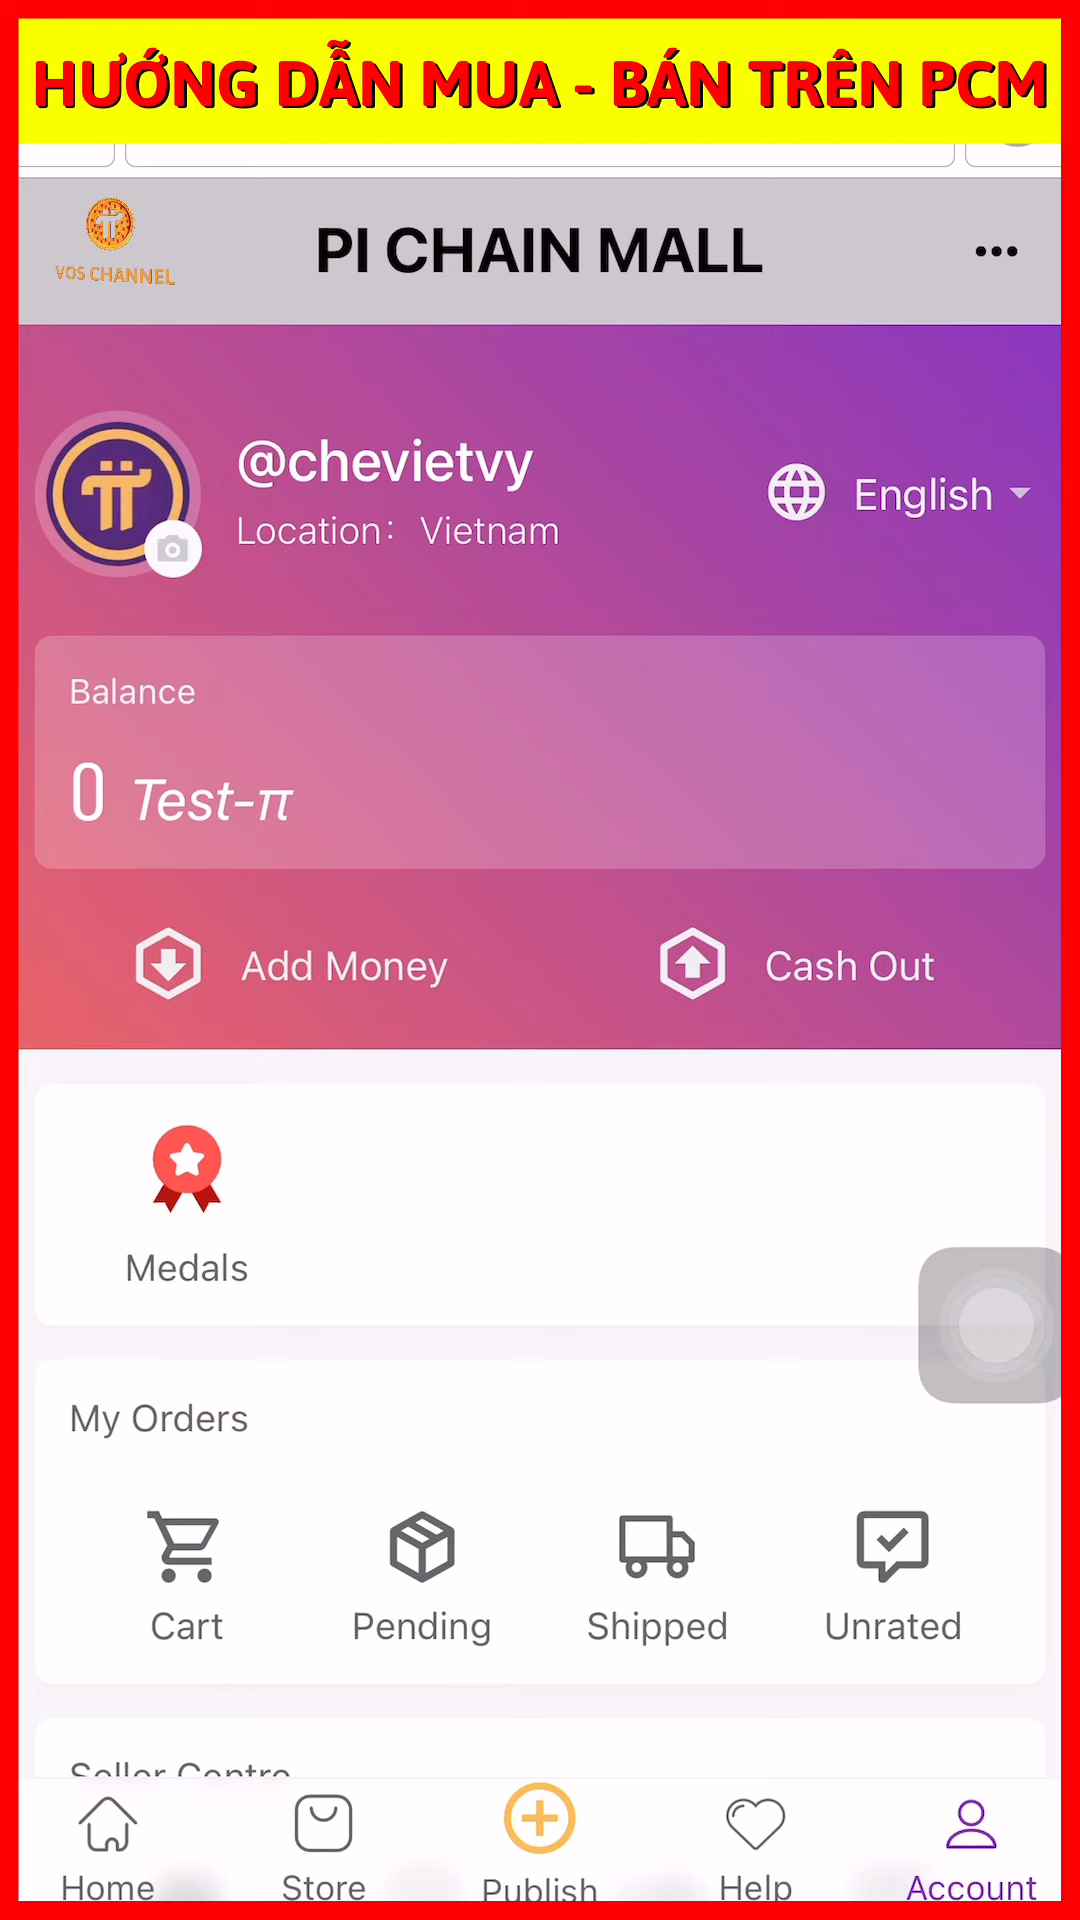 HƯỚNG DẪN MUA - BÁN TRÊN PCM
VOS CHANNEL
PI CHAIN MALL
@chevietvy
Location: Vietnam
English
Balance
0 Test-π
Add Money
Cash Out
Medals
My Orders
Cart
Pending
Shipped
Unrated
Seller Centre
Home
Store
Publish
Help
Account